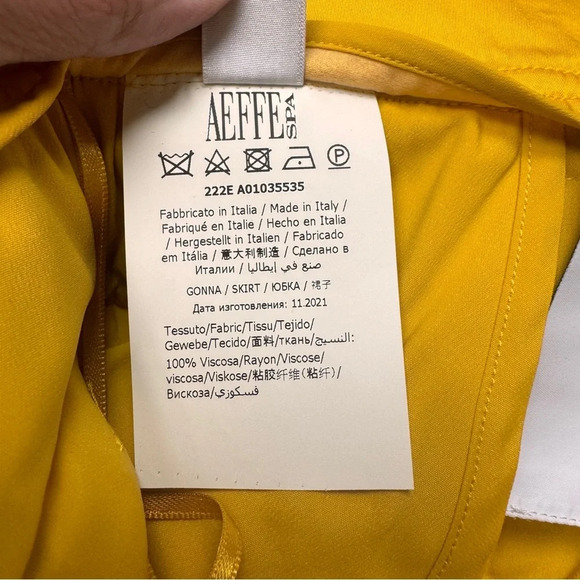 AEFFE SPA
222E A01035535
Fabbricato in Italia / Made in Italy /
Fabriqué en Italie / Hecho en Italia
/ Hergestellt in Italien / Fabricado
em Itália / 意大利制造 / Сделано в
Италии / صنع في إيطاليا
GONNA / SKIRT / ЮБКА / 裙子
Дата изготовления: 11.2021
Tessuto/Fabric/Tissu/Tejido/
Gewebe/Tecido/面料/ткань/النسيج:
100% Viscosa/Rayon/Viscose/
viscosa/Viskose/粘胶纤维(粘纤)/
Вискоза/فسكوزي